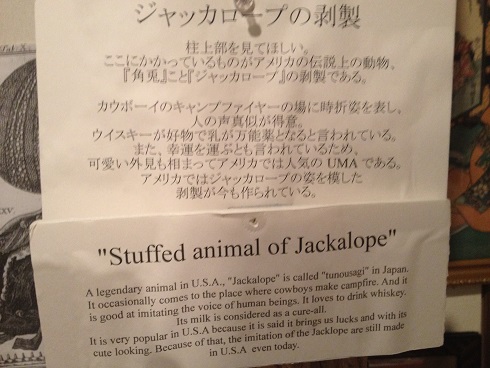 ジャッカロープの剥製
柱上部を見てほしい。
ここにかかっているものがアメリカの伝説上の動物、
『角兎』こと『ジャッカロープ』の剥製である。
カウボーイのキャンプファイヤーの場に時折姿を表し、
人の声真似が得意。
ウイスキーが好物で乳が万能薬となると言われている。
また、幸運を運ぶとも言われているため、
可愛い外見も相まってアメリカでは人気の UMA である。
アメリカではジャッカロープの姿を模した
剥製が今も作られている。
XXV
"Stuffed animal of Jackalope"
A legendary animal in U.S.A., "Jackalope" is called "tunousagi" in Japan.
It occasionally comes to the place where cowboys make campfire. And it
is good at imitating the voice of human beings. It loves to drink whiskey.
Its milk is considered as a cure-all.
It is very popular in U.S.A because it is said it brings us lucks and with its
cute looking. Because of that, the imitation of the Jacklope are still made
in U.S.A even today.